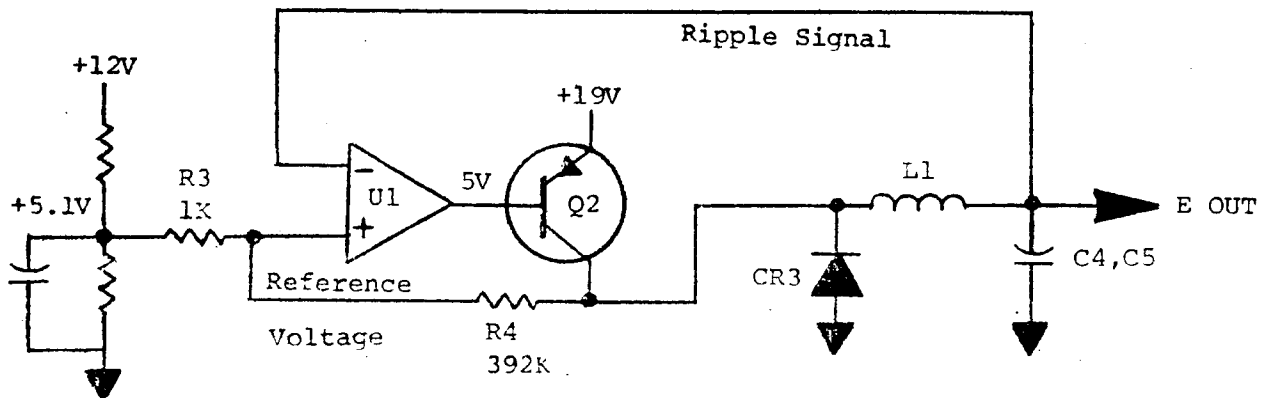 Ripple Signal
+12V
+19V
R3
1K
+5.1V
-
U1
+
5V
Q2
L1
E OUT
Reference
Voltage
R4
392K
CR3
C4,C5